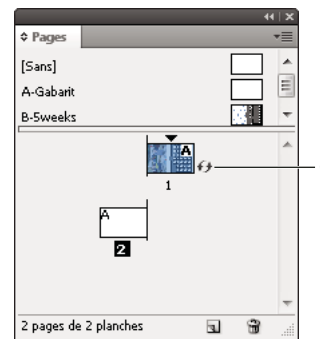 Pages
[Sans]
A-Gabarit
B-5weeks
A
1
A
2
2 pages de 2 planches